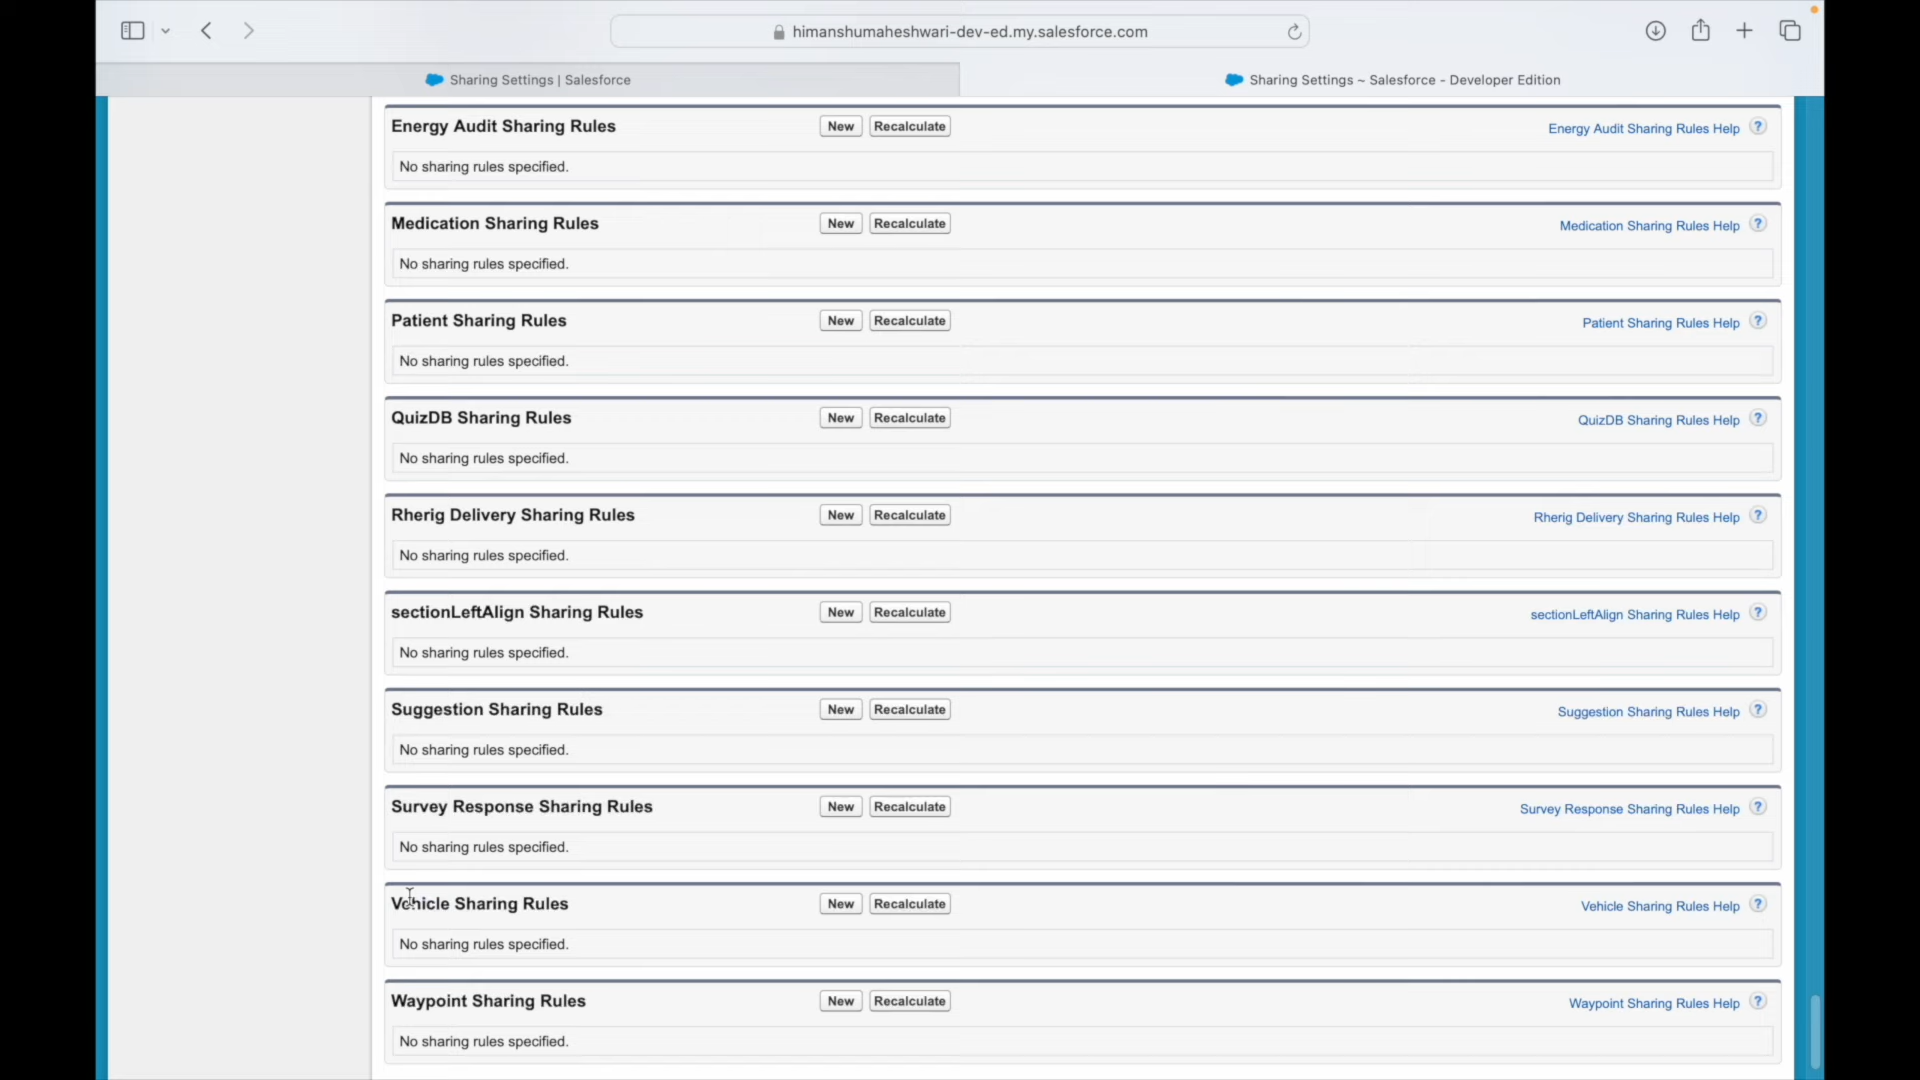 himanshumaheshwari-dev-ed.my.salesforce.com
Sharing Settings | Salesforce
Sharing Settings ~ Salesforce - Developer Edition
Energy Audit Sharing Rules New Recalculate Energy Audit Sharing Rules Help ?
No sharing rules specified.
Medication Sharing Rules New Recalculate Medication Sharing Rules Help ?
No sharing rules specified.
Patient Sharing Rules New Recalculate Patient Sharing Rules Help ?
No sharing rules specified.
QuizDB Sharing Rules New Recalculate QuizDB Sharing Rules Help ?
No sharing rules specified.
Rherig Delivery Sharing Rules New Recalculate Rherig Delivery Sharing Rules Help ?
No sharing rules specified.
sectionLeftAlign Sharing Rules New Recalculate sectionLeftAlign Sharing Rules Help ?
No sharing rules specified.
Suggestion Sharing Rules New Recalculate Suggestion Sharing Rules Help ?
No sharing rules specified.
Survey Response Sharing Rules New Recalculate Survey Response Sharing Rules Help ?
No sharing rules specified.
Vehicle Sharing Rules New Recalculate Vehicle Sharing Rules Help ?
No sharing rules specified.
Waypoint Sharing Rules New Recalculate Waypoint Sharing Rules Help ?
No sharing rules specified.